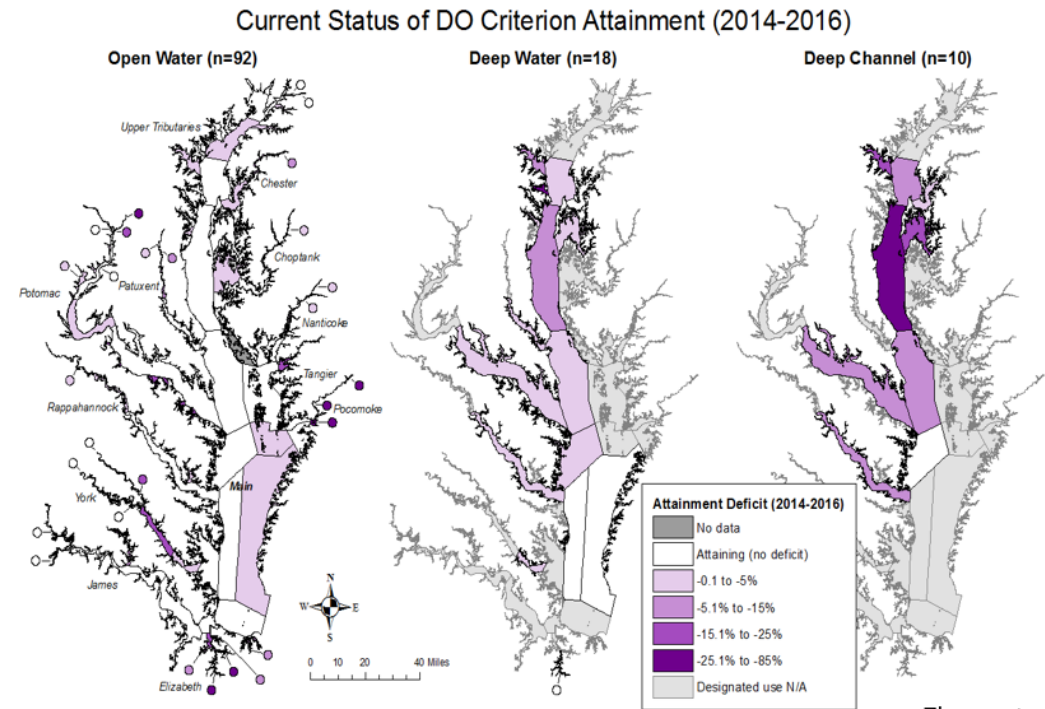 Current Status of DO Criterion Attainment (2014-2016)
Open Water (n=92)
Deep Water (n=18)
Deep Channel (n=10)
Upper Tributaries
Chester
Choptank
Potomac
Patuxent
Nanticoke
Tangier
Rappahannock
Pocomoke
Main
York
James
Elizabeth
N
W
E
S
0 10 20 40 Miles
Attainment Deficit (2014-2016)
No data
Attaining (no deficit)
-0.1 to -5%
-5.1% to -15%
-15.1% to -25%
-25.1% to -85%
Designated use N/A